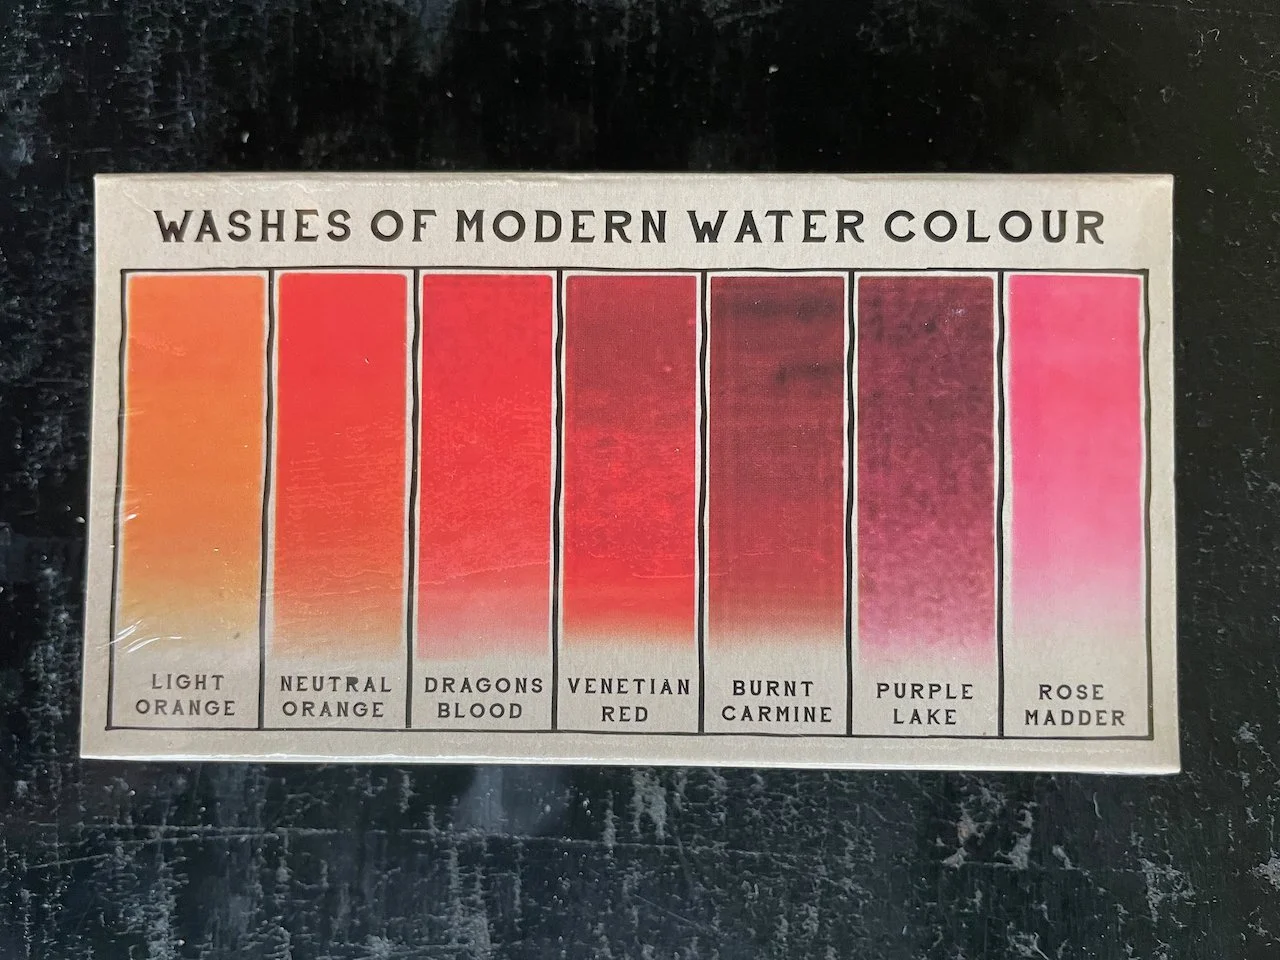 WASHES OF MODERN WATER COLOUR
LIGHT
ORANGE
NEUTRAL
ORANGE
DRAGONS
BLOOD
VENETIAN
RED
BURNT
CARMINE
PURPLE
LAKE
ROSE
MADDER